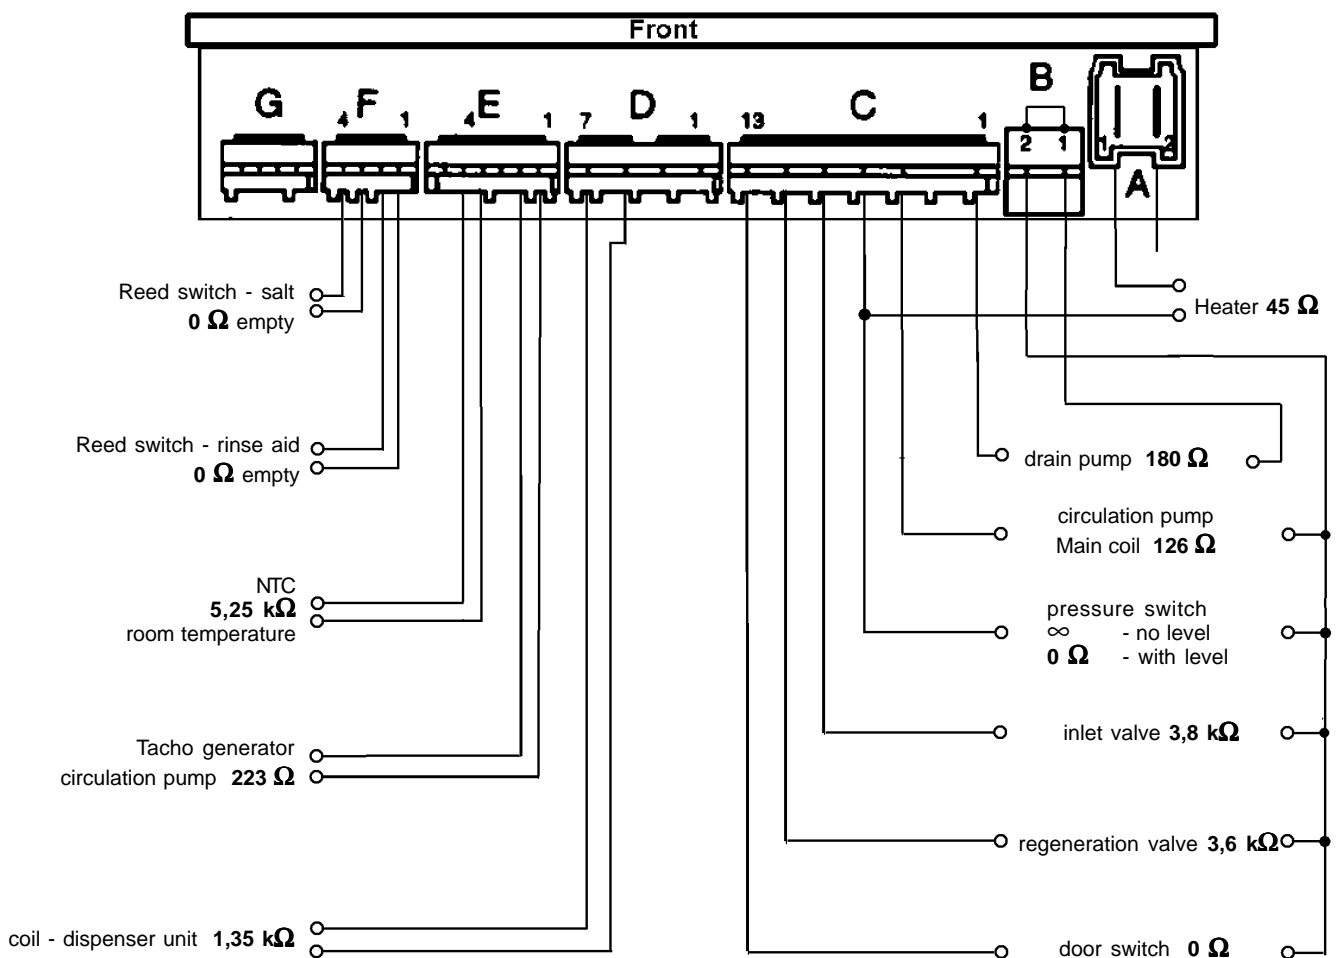 Front
G F E D C B A
4 1 4 1 7 1 13 1 2 1 1 2
Reed switch - salt
0 Ω empty
Reed switch - rinse aid
0 Ω empty
NTC
5,25 kΩ
room temperature
Tacho generator
circulation pump 223 Ω
coil - dispenser unit 1,35 kΩ
Heater 45 Ω
drain pump 180 Ω
circulation pump
Main coil 126 Ω
pressure switch
∞ - no level
0 Ω - with level
inlet valve 3,8 kΩ
regeneration valve 3,6 kΩ
door switch 0 Ω